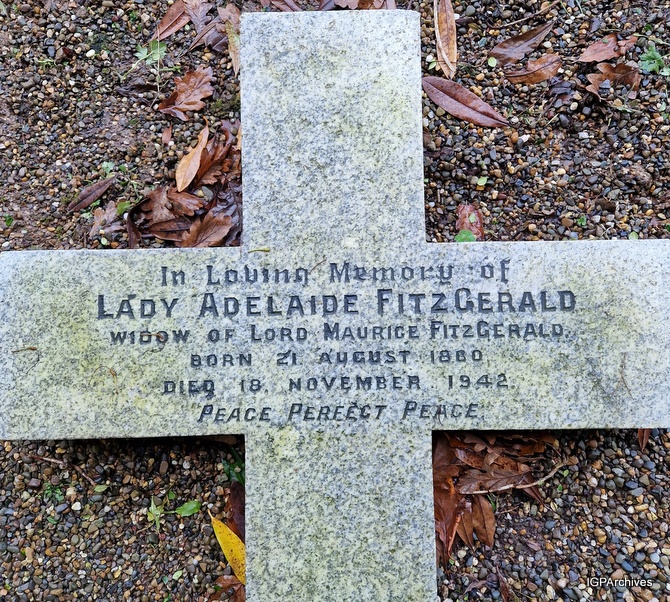 In Loving Memory of
LADY ADELAIDE FITZGERALD
WIDOW OF LORD MAURICE FITZGERALD.
BORN 21 AUGUST 1860
DIED 18 NOVEMBER 1942.
PEACE PERFECT PEACE.
IGPArchives